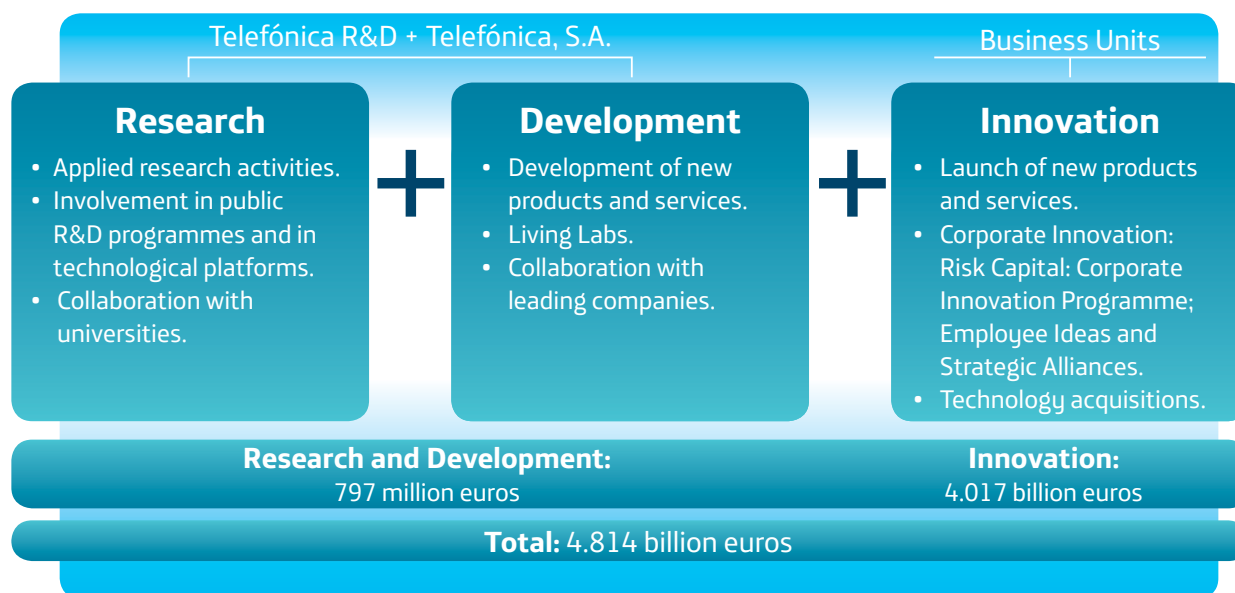 Telefónica R&D + Telefónica, S.A.
Business Units
Research
• Applied research activities.
• Involvement in public
R&D programmes and in
technological platforms.
• Collaboration with
universities.
+
Development
• Development of new
products and services.
• Living Labs.
• Collaboration with
leading companies.
+
Innovation
• Launch of new products
and services.
• Corporate Innovation:
Risk Capital: Corporate
Innovation Programme;
Employee Ideas and
Strategic Alliances.
• Technology acquisitions.
Research and Development:
797 million euros
Innovation:
4.017 billion euros
Total: 4.814 billion euros